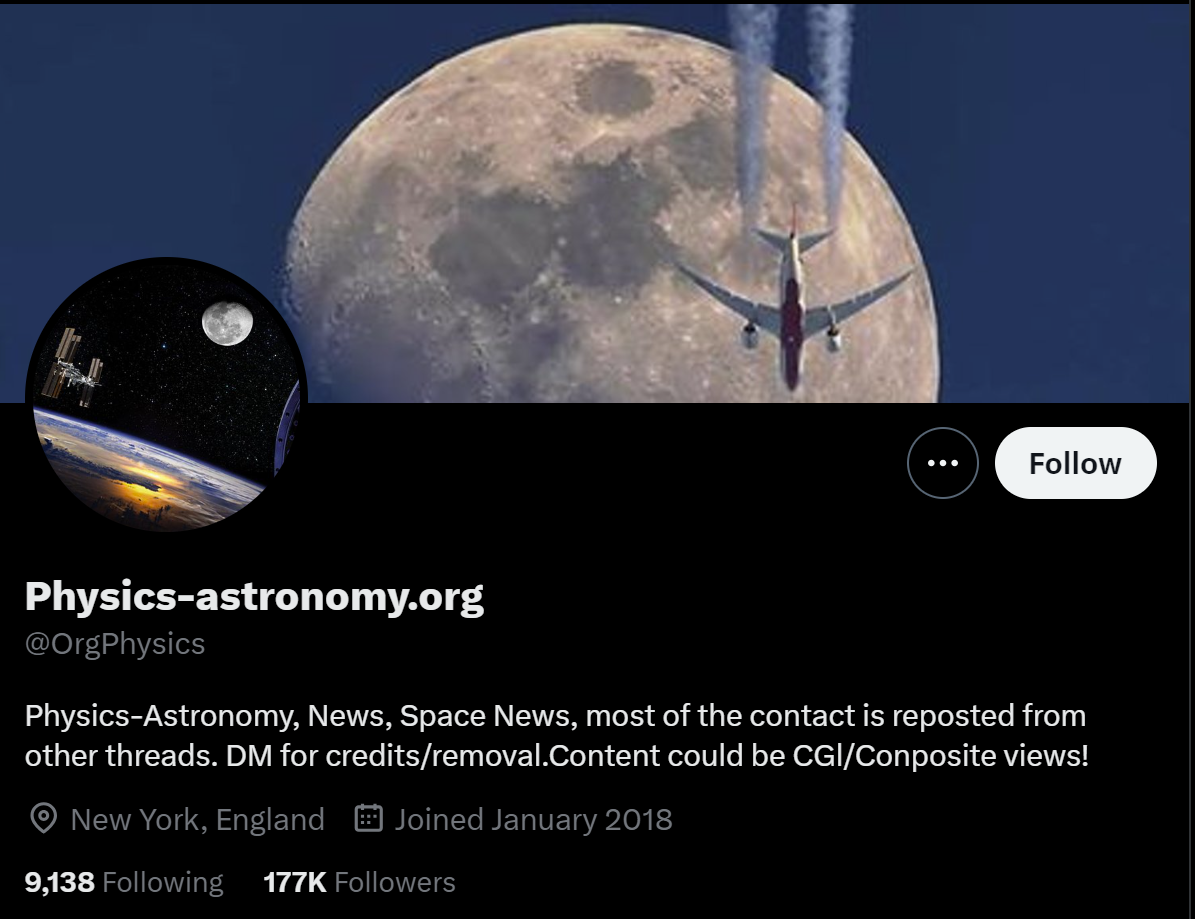 Follow
Physics-astronomy.org
@OrgPhysics
Physics-Astronomy, News, Space News, most of the contact is reposted from
other threads. DM for credits/removal.Content could be CGl/Conposite views!
New York, England Joined January 2018
9,138 Following 177K Followers